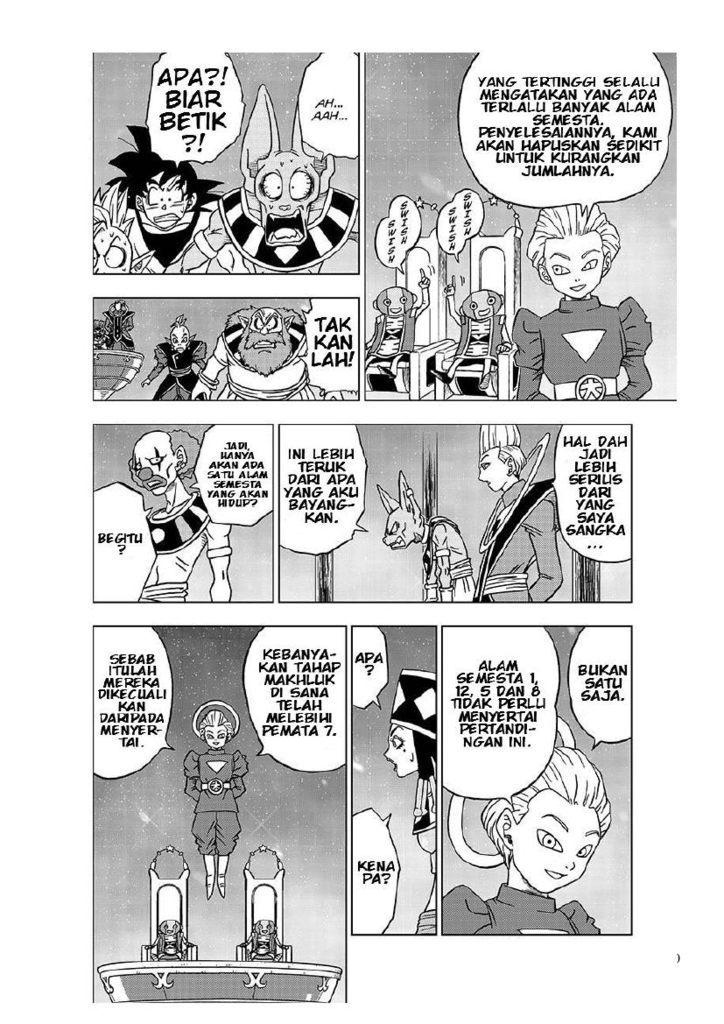 YANG TERTINGGI SELALU
MENGATAKAN YANG ADA
TERLALU BANYAK ALAM
SEMESTA.
PENYELESAIANNYA, KAMI
AKAN HAPUSKAN SEDIKIT
UNTUK KURANGKAN
JUMLAHNYA.
SWISH
SWISH
SWISH
SWISH
AH...
AAH...
APA?!
BIAR
BETIK
?!
TAK
KAN
LAH!
HAL DAH
JADI
LEBIH
SERIUS
DARI
YANG
SAYA
SANGKA
...
INI LEBIH
TERUK
DARI APA
YANG AKU
BAYANG-
KAN.
JADI,
HANYA
AKAN ADA
SATU ALAM
SEMESTA
YANG AKAN
HIDUP?
BEGITU
?
BUKAN
SATU
SAJA.
ALAM
SEMESTA 1,
12, 5 DAN 8
TIDAK PERLU
MENYERTAI
PERTANDI-
NGAN INI.
APA
?
KENA
PA?
KEBANYA-
KAN TAHAP
MAKHLUK
DI SANA
TELAH
MELEBIHI
PEMATA 7.
SEBAB
ITULAH
MEREKA
DIKECUALI
KAN
DARIPADA
MENYER-
TAI.